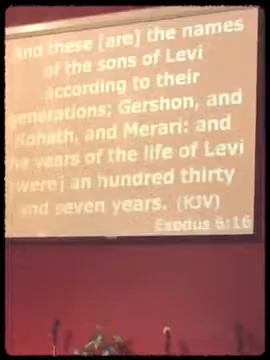 And these [are] the names
of the sons of Levi
according to their
generations; Gershon, and
Kohath, and Merari: and
the years of the life of Levi
[were] an hundred thirty
and seven years. (KJV)
Exodus 6:16